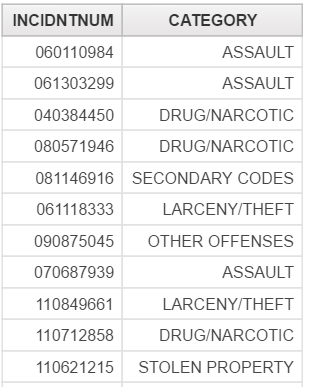 INCIDNTNUM CATEGORY
060110984 ASSAULT
061303299 ASSAULT
040384450 DRUG/NARCOTIC
080571946 DRUG/NARCOTIC
081146916 SECONDARY CODES
061118333 LARCENY/THEFT
090875045 OTHER OFFENSES
070687939 ASSAULT
110849661 LARCENY/THEFT
110712858 DRUG/NARCOTIC
110621215 STOLEN PROPERTY